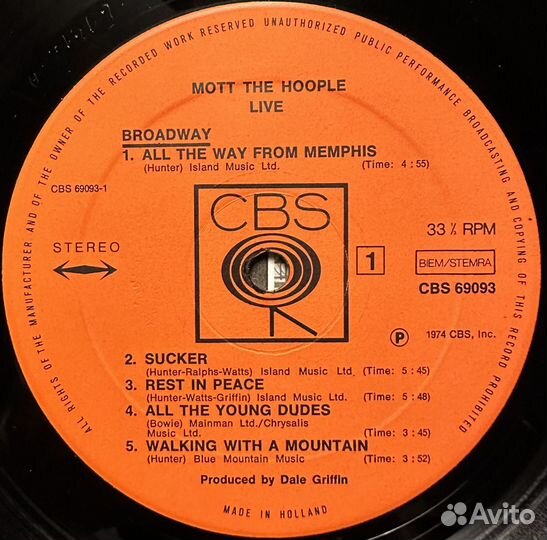 ALL RIGHTS OF THE MANUFACTURER AND OF THE OWNER OF THE RECORDED WORK RESERVED UNAUTHORIZED PUBLIC PERFORMANCE BROADCASTING AND COPYING OF THIS RECORD PROHIBITED
MOTT THE HOOPLE
LIVE
BROADWAY
1. ALL THE WAY FROM MEMPHIS
(Hunter) Island Music Ltd. (Time: 4:55)
CBS 69093-1
CBS
STEREO
33⅓ RPM
1
BIEM/STEMRA
CBS 69093
℗ 1974 CBS, Inc.
2. SUCKER
(Hunter-Ralphs-Watts) Island Music Ltd. (Time: 5:45)
3. REST IN PEACE
(Hunter-Watts-Griffin) Island Music Ltd. (Time: 5:48)
4. ALL THE YOUNG DUDES
(Bowie) Mainman Ltd./Chrysalis
Music Ltd. (Time: 3:45)
5. WALKING WITH A MOUNTAIN
(Hunter) Blue Mountain Music (Time: 3:52)
Produced by Dale Griffin
MADE IN HOLLAND
Avito